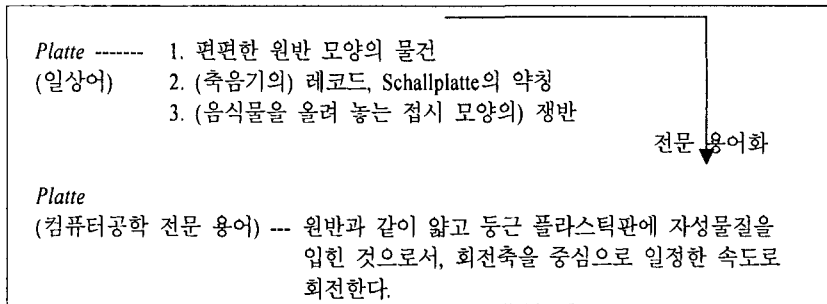 Platte ------- 1. 편편한 원반 모양의 물건
(일상어) 2. (축음기의) 레코드, Schallplatte의 약칭
3. (음식물을 올려 놓는 접시 모양의) 쟁반
전문 용어화
Platte
(컴퓨터공학 전문 용어) --- 원반과 같이 얇고 둥근 플라스틱판에 자성물질을
입힌 것으로서, 회전축을 중심으로 일정한 속도로
회전한다.